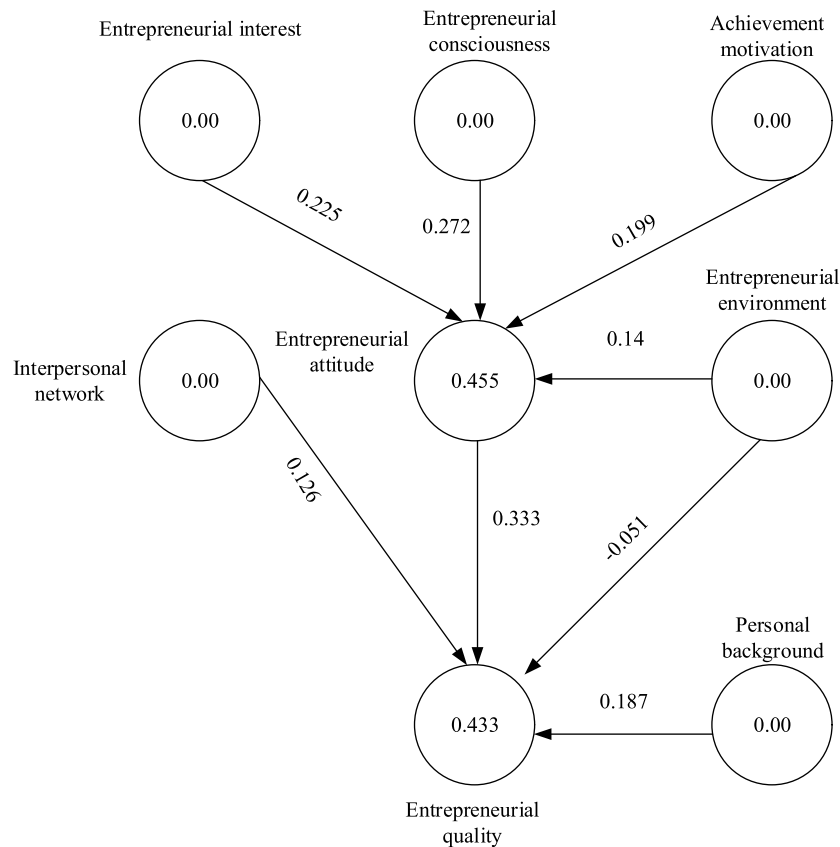 Entrepreneurial interest
Entrepreneurial
consciousness
Achievement
motivation
0.00
0.00
0.00
0.225
0.272
0.199
Entrepreneurial
environment
Interpersonal
network
0.00
Entrepreneurial
attitude
0.455
0.14
0.00
0.126
0.333
-0.051
Personal
background
0.433
0.187
0.00
Entrepreneurial
quality